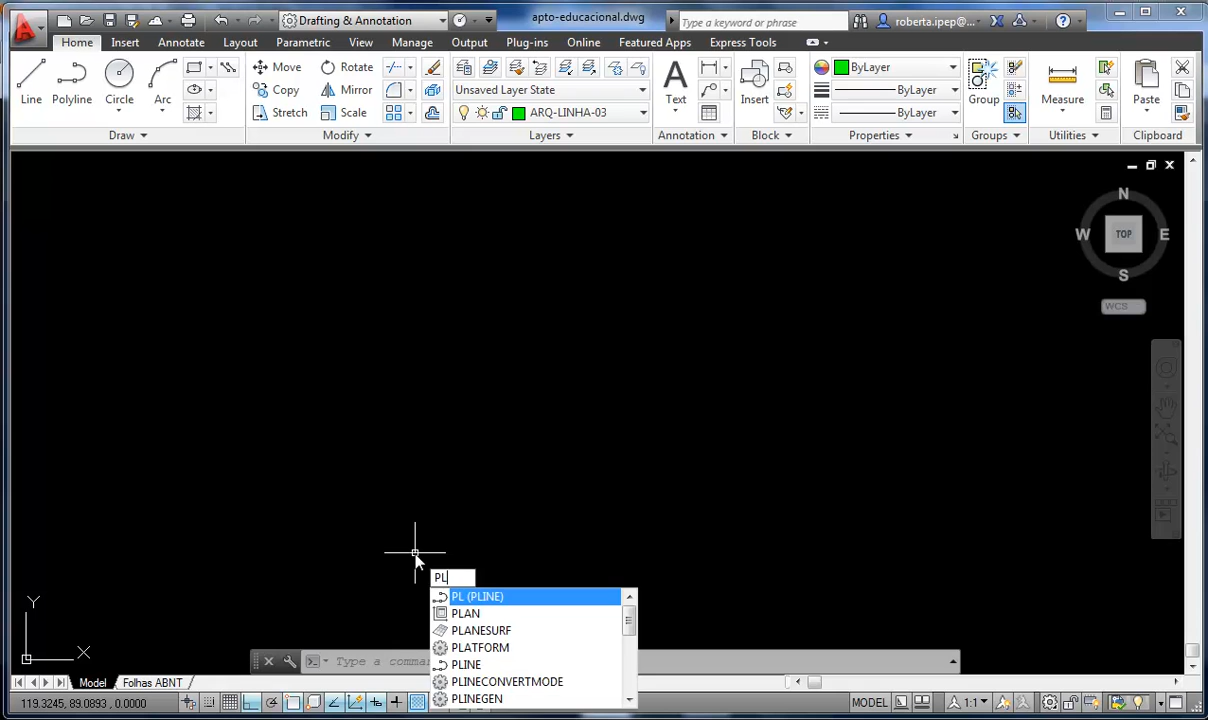 Drafting & Annotation
apto-educacional.dwg
Type a keyword or phrase
roberta.ipep@...
Home Insert Annotate Layout Parametric View Manage Output Plug-ins Online Featured Apps Express Tools
Line Polyline Circle Arc
Move Rotate
Copy Mirror
Stretch Scale
Unsaved Layer State
ARQ-LINHA-03
Text
Insert
ByLayer
ByLayer
ByLayer
Group
Measure
Paste
Draw Modify Layers Annotation Block Properties Groups Utilities Clipboard
N
W TOP E
S
WCS
PL
PL (PLINE)
PLAN
PLANESURF
PLATFORM
PLINE
PLINECONVERTMODE
PLINEGEN
Y
X
Type a comma
Model Folhas ABNT
119.3245, 89.0893, 0.0000
MODEL
1:1